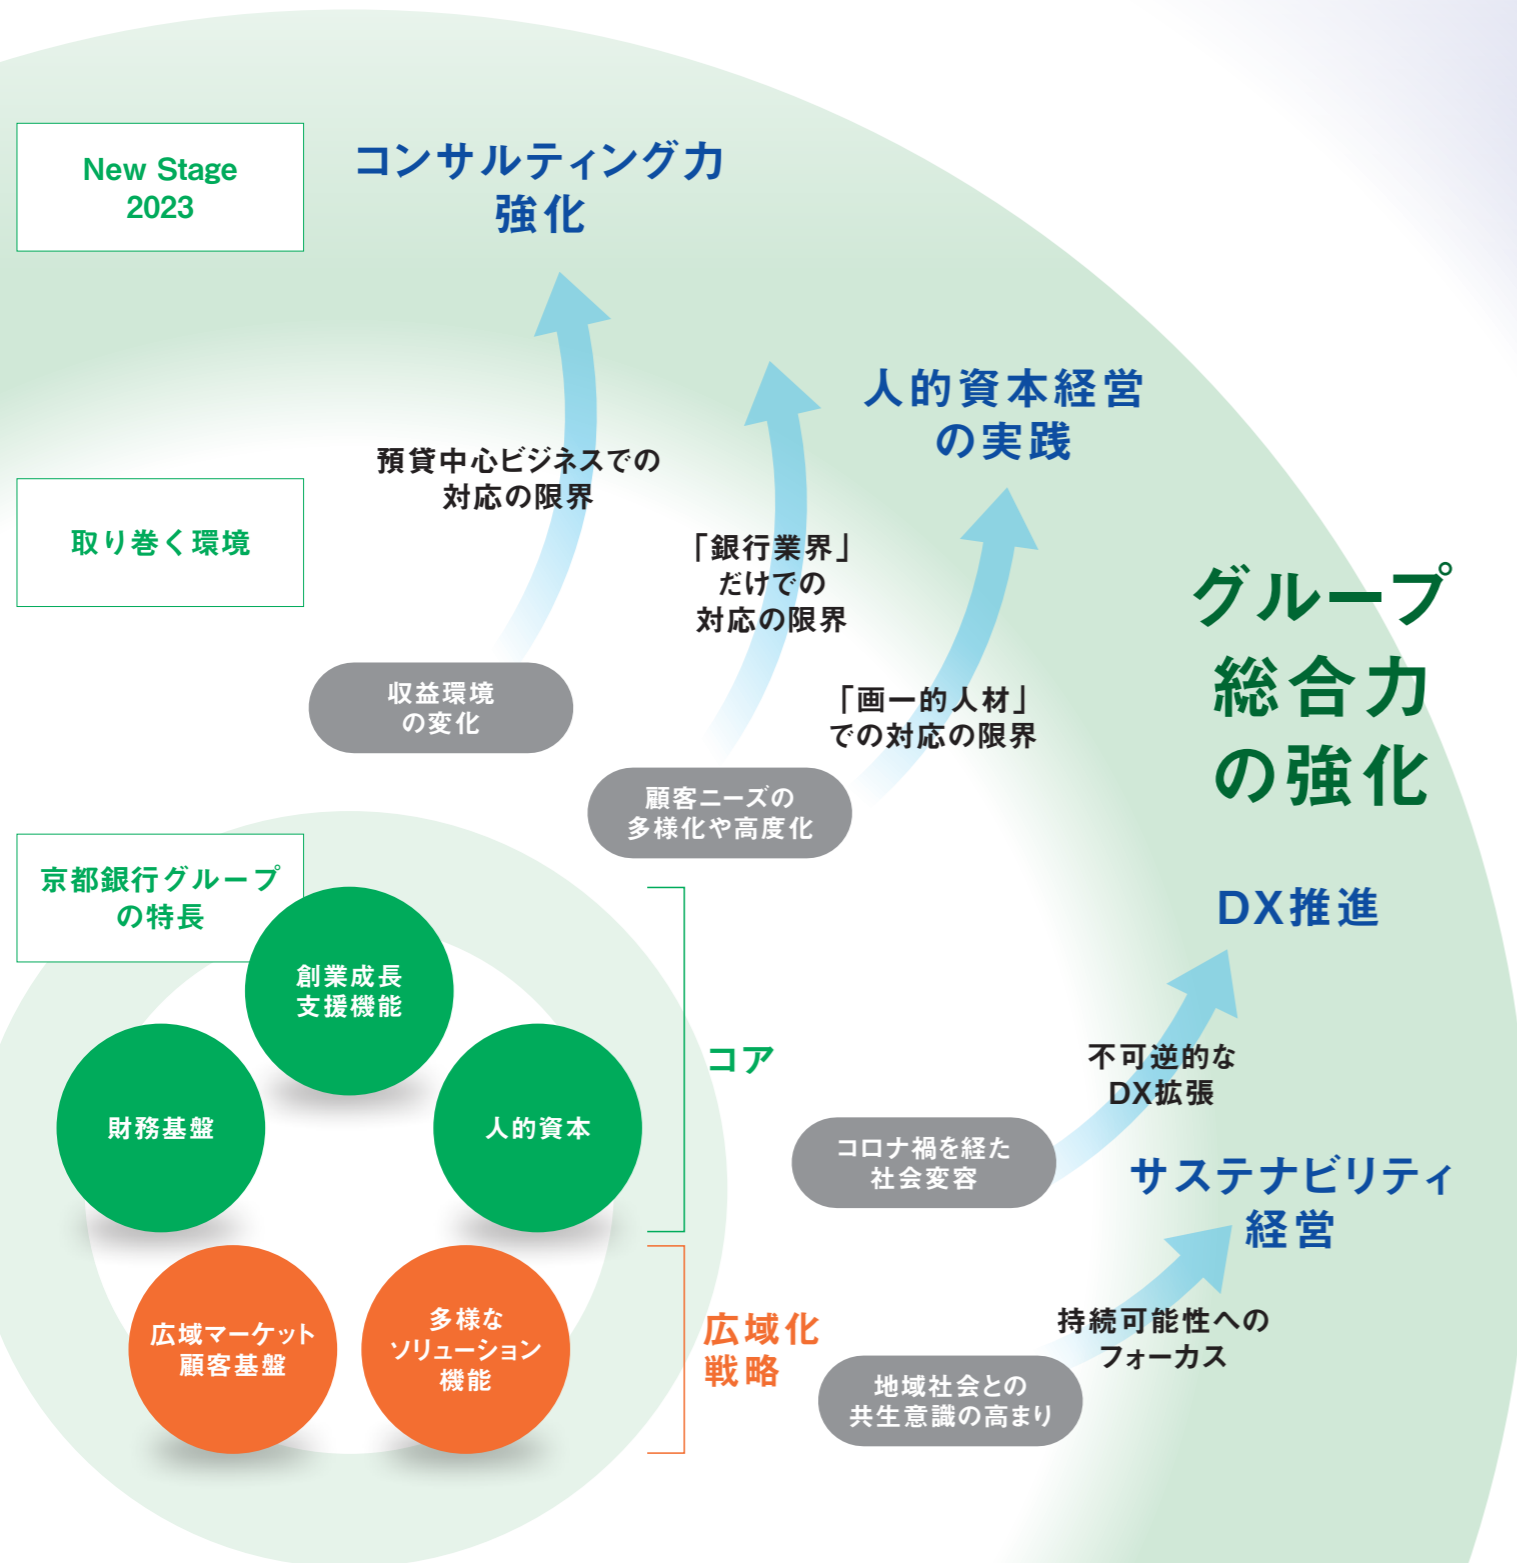 New Stage
2023
コンサルティング力
強化
人的資本経営
の実践
預貸中心ビジネスでの
対応の限界
取り巻く環境
「銀行業界」
だけでの
対応の限界
グループ
総合力
の強化
収益環境
の変化
「画一的人材」
での対応の限界
顧客ニーズの
多様化や高度化
京都銀行グループ
の特長
DX推進
創業成長
支援機能
コア
財務基盤
人的資本
不可逆的な
DX拡張
コロナ禍を経た
社会変容
サステナビリティ
経営
広域マーケット
顧客基盤
多様な
ソリューション
機能
広域化
戦略
持続可能性への
フォーカス
地域社会との
共生意識の高まり